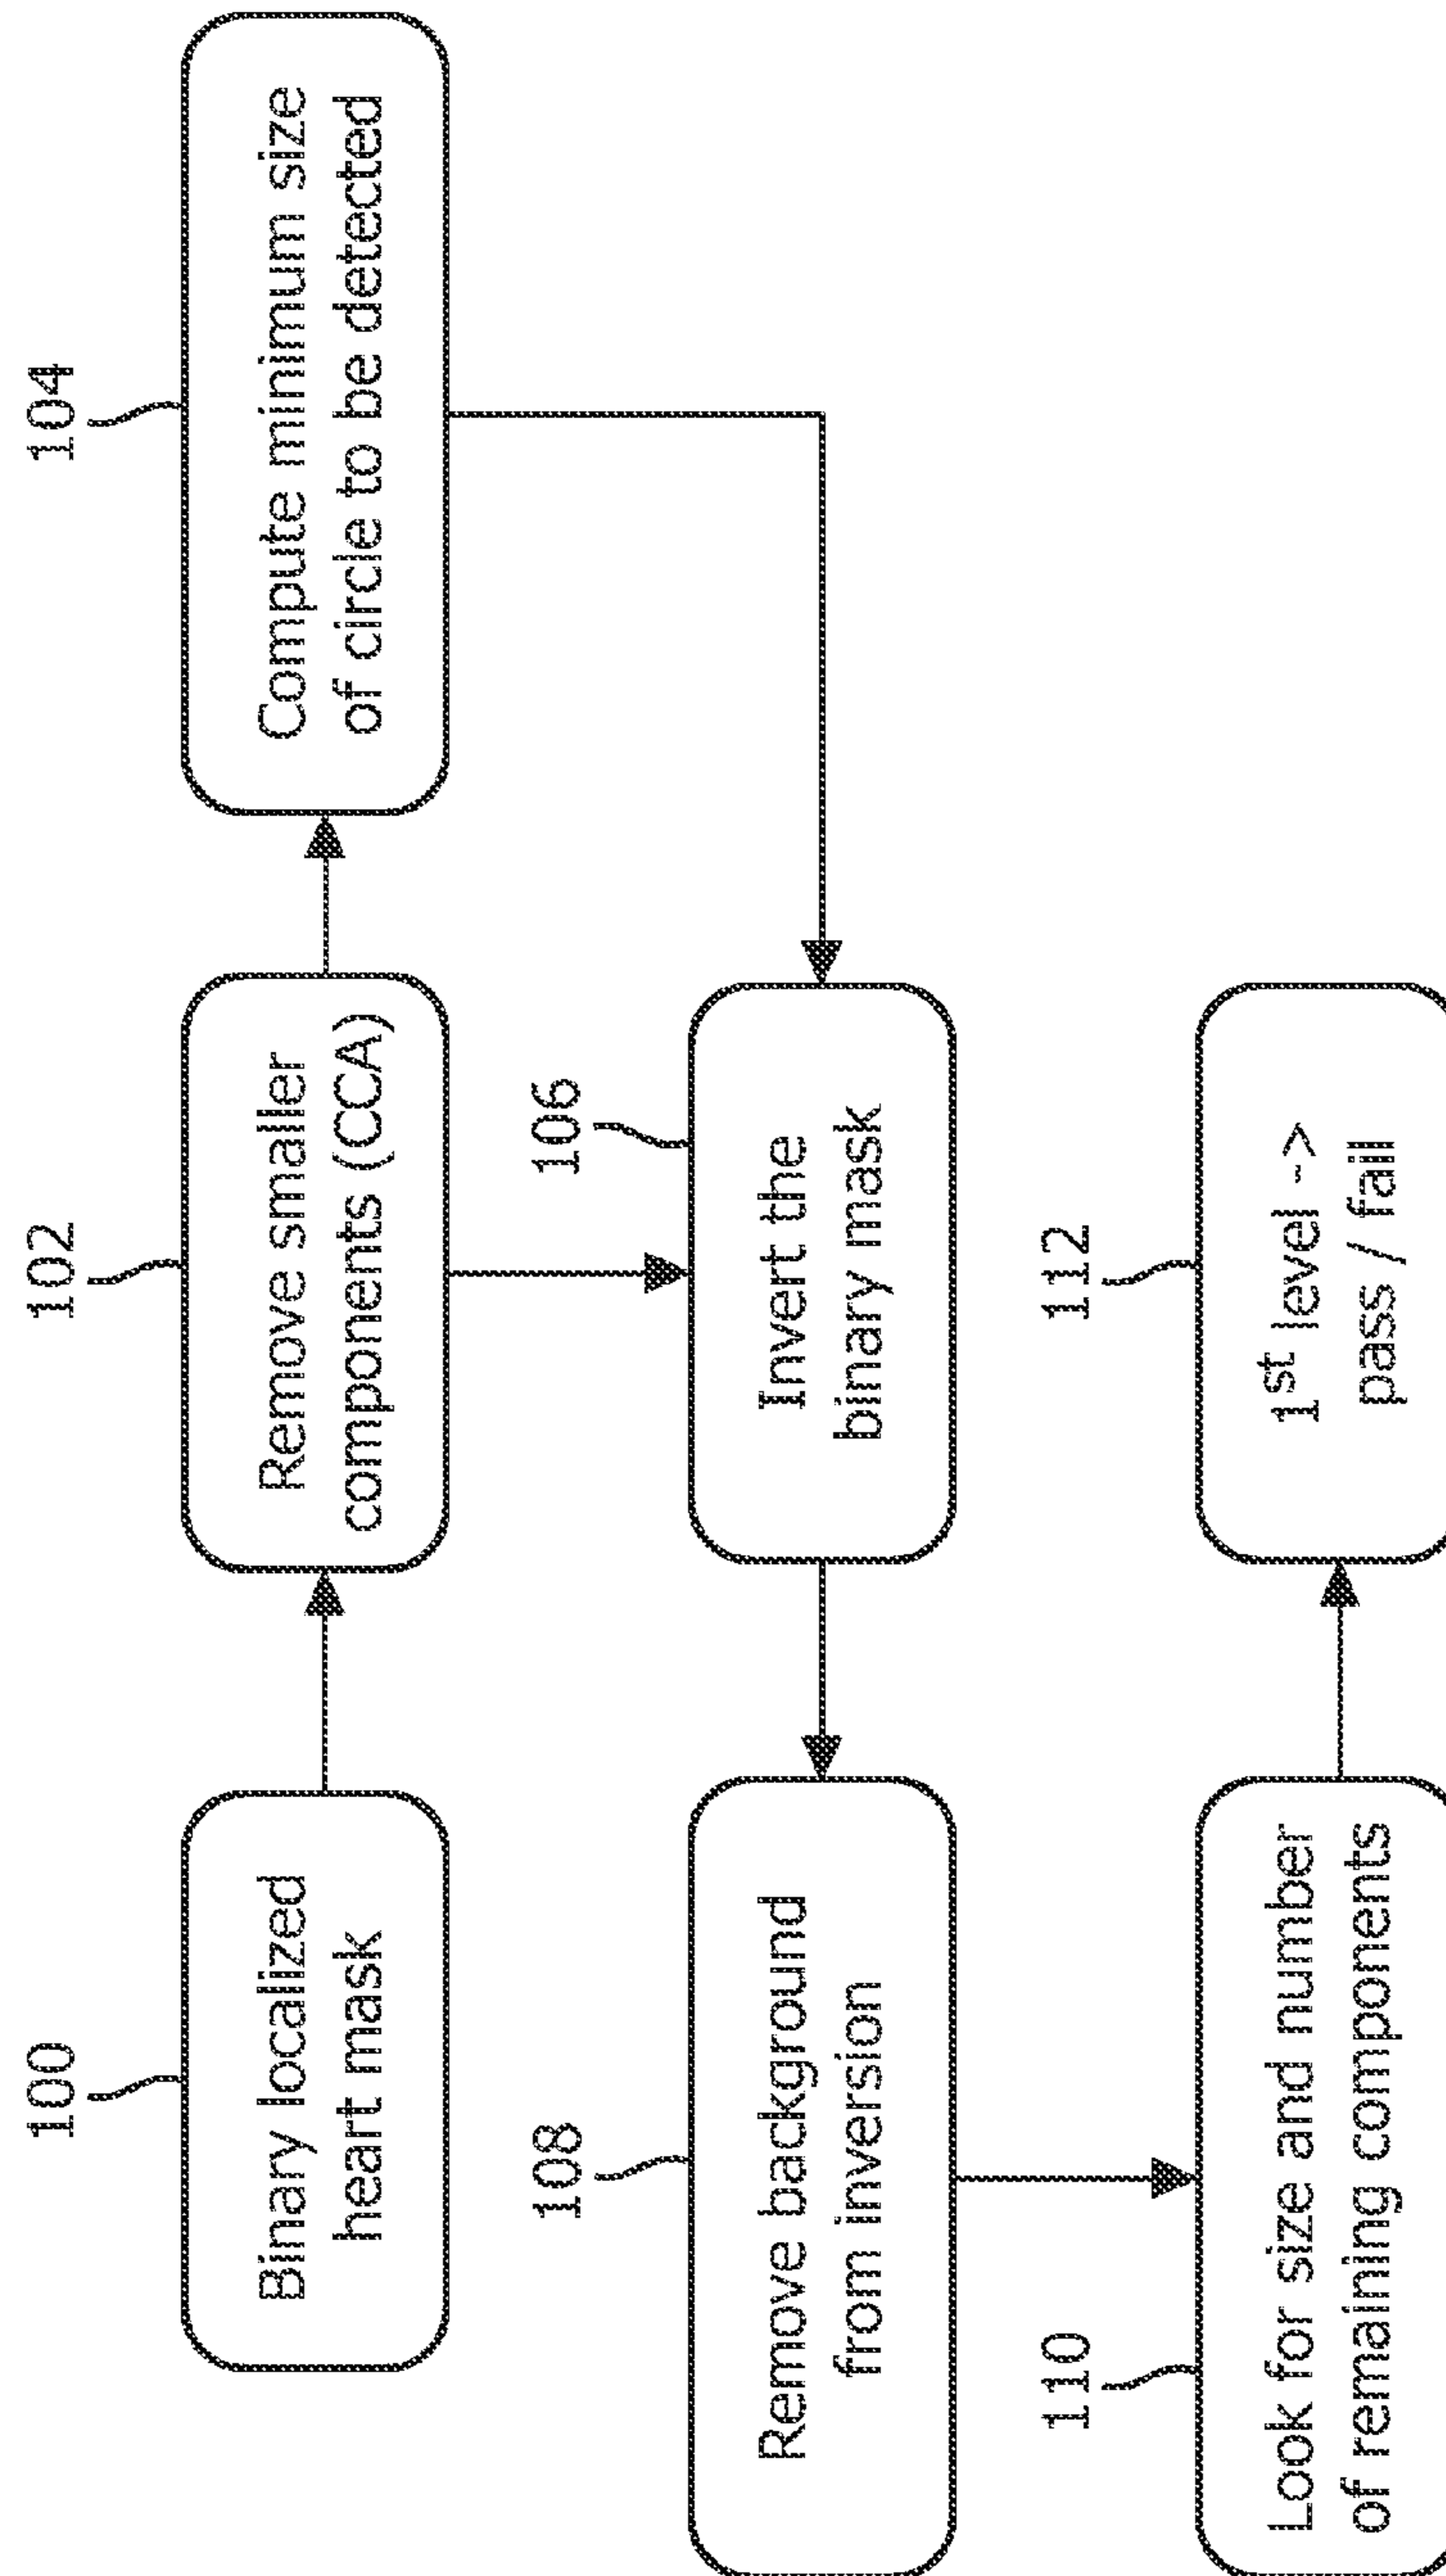 100
Binary localized
heart mask
102
Remove smaller
components (CCA)
104
Compute minimum size
of circle to be detected
106
Invert the
binary mask
108
Remove background
from inversion
110
Look for size and number
of remaining components
112
1st level ->
pass / fail